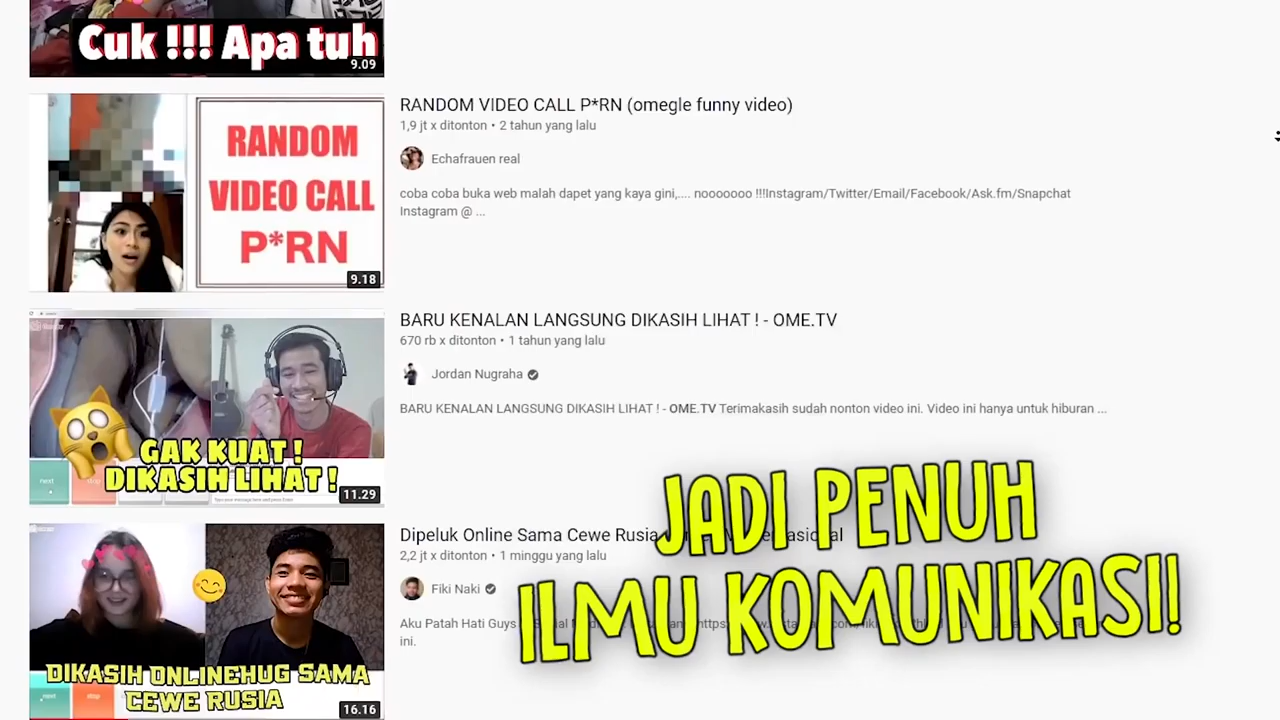 Cuk !!! Apa tuh
9.09
RANDOM
VIDEO CALL
P*RN
9.18
RANDOM VIDEO CALL P*RN (omegle funny video)
1,9 jt x ditonton • 2 tahun yang lalu
Echafrauen real
coba coba buka web malah dapet yang kaya gini,.... nooooooo !!!Instagram/Twitter/Email/Facebook/Ask.fm/Snapchat
Instagram @ ...
GAK KUAT !
DIKASIH LIHAT !
next
stop
11.29
BARU KENALAN LANGSUNG DIKASIH LIHAT ! - OME.TV
670 rb x ditonton • 1 tahun yang lalu
Jordan Nugraha
BARU KENALAN LANGSUNG DIKASIH LIHAT ! - OME.TV Terimakasih sudah nonton video ini. Video ini hanya untuk hiburan ...
DIKASIH ONLINEHUG SAMA
CEWE RUSIA
next
stop
16.16
Dipeluk Online Sama Cewe Rusia
2,2 jt x ditonton • 1 minggu yang lalu
Fiki Naki
Aku Patah Hati Guys
ini.
JADI PENUH
ILMU KOMUNIKASI!